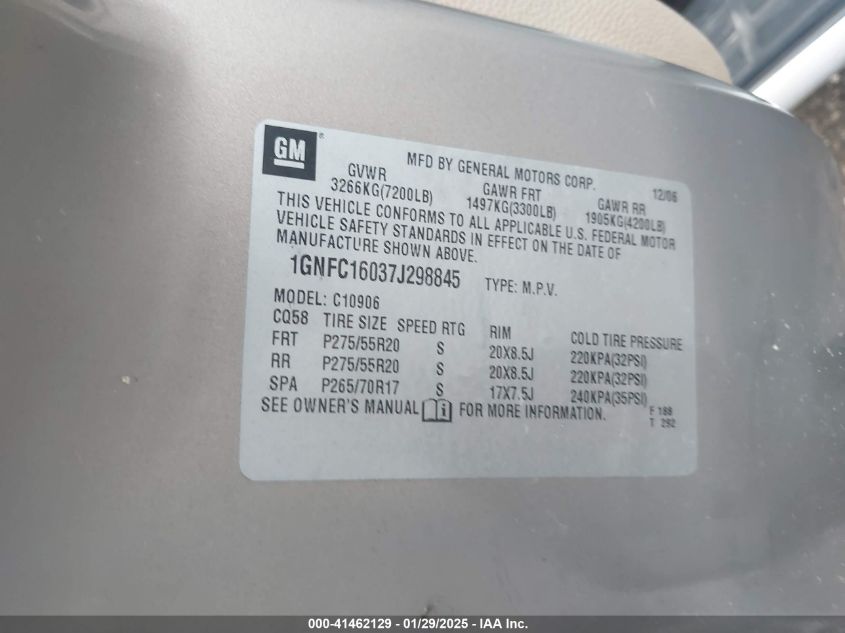 GM ®
MFD BY GENERAL MOTORS CORP. 12/06
GVWR GAWR FRT GAWR RR
3266KG(7200LB) 1497KG(3300LB) 1905KG(4200LB)
THIS VEHICLE CONFORMS TO ALL APPLICABLE U.S. FEDERAL MOTOR
VEHICLE SAFETY STANDARDS IN EFFECT ON THE DATE OF
MANUFACTURE SHOWN ABOVE.
1GNFC16037J298845 TYPE: M.P.V.
MODEL: C10906
CQ58 TIRE SIZE SPEED RTG RIM COLD TIRE PRESSURE
FRT P275/55R20 S 20X8.5J 220KPA(32PSI)
RR P275/55R20 S 20X8.5J 220KPA(32PSI)
SPA P265/70R17 S 17X7.5J 240KPA(35PSI)
SEE OWNER'S MANUAL i FOR MORE INFORMATION. F 188
T 292
000-41462129 - 01/29/2025 - © IAA Inc.